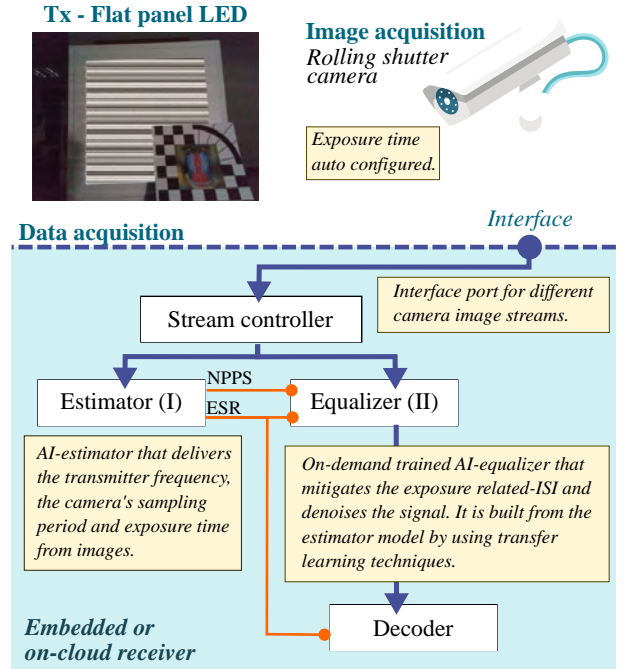 Tx - Flat panel LED
Image acquisition
Rolling shutter
camera
Exposure time
auto configured.
Data acquisition
Interface
Interface port for different
camera image streams.
Stream controller
NPPS
Estimator (I)
ESR
Equalizer (II)
AI-estimator that delivers
the transmitter frequency,
the camera's sampling
period and exposure time
from images.
On-demand trained AI-equalizer that
mitigates the exposure related-ISI and
denoises the signal. It is built from the
estimator model by using transfer
learning techniques.
Decoder
Embedded or
on-cloud receiver